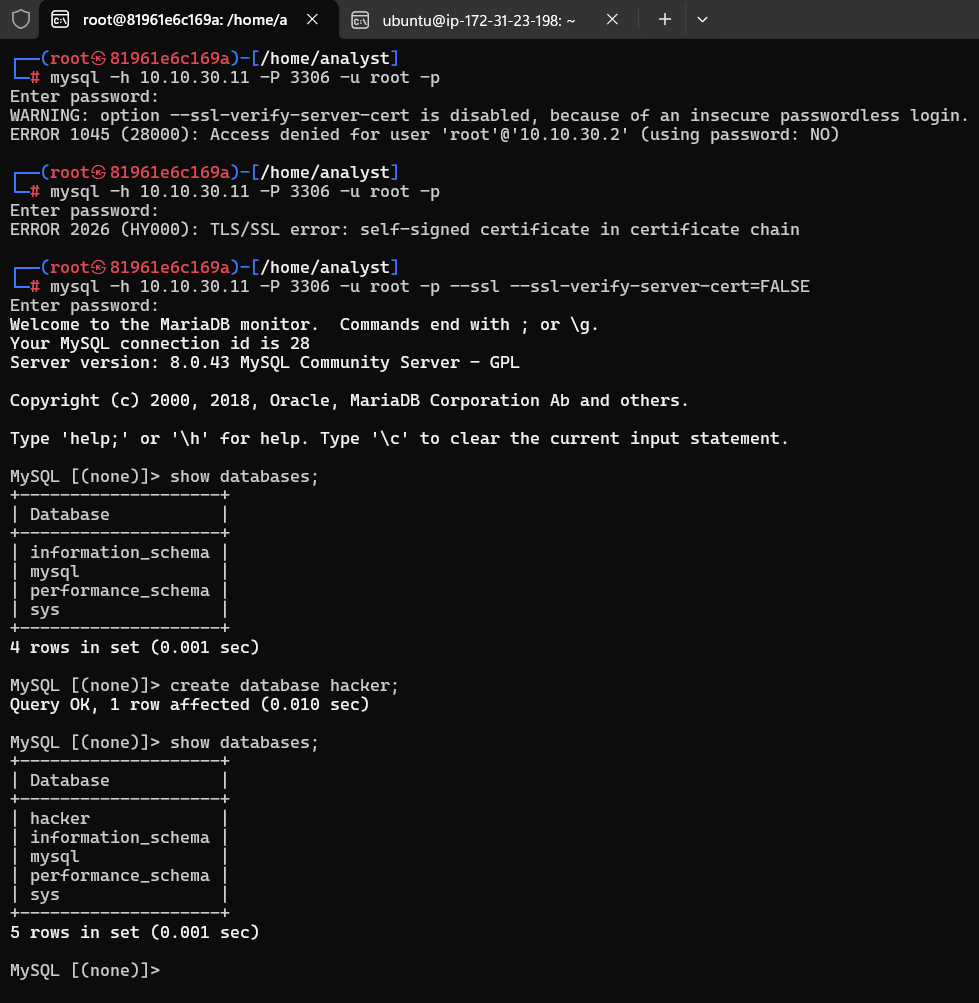 root@81961e6c169a: /home/a
ubuntu@ip-172-31-23-198: ~
┌──(root㉿81961e6c169a)-[/home/analyst]
└─# mysql -h 10.10.30.11 -P 3306 -u root -p
Enter password:
WARNING: option --ssl-verify-server-cert is disabled, because of an insecure passwordless login.
ERROR 1045 (28000): Access denied for user 'root'@'10.10.30.2' (using password: NO)
┌──(root㉿81961e6c169a)-[/home/analyst]
└─# mysql -h 10.10.30.11 -P 3306 -u root -p
Enter password:
ERROR 2026 (HY000): TLS/SSL error: self-signed certificate in certificate chain
┌──(root㉿81961e6c169a)-[/home/analyst]
└─# mysql -h 10.10.30.11 -P 3306 -u root -p --ssl --ssl-verify-server-cert=FALSE
Enter password:
Welcome to the MariaDB monitor.  Commands end with ; or \g.
Your MySQL connection id is 28
Server version: 8.0.43 MySQL Community Server - GPL
Copyright (c) 2000, 2018, Oracle, MariaDB Corporation Ab and others.
Type 'help;' or '\h' for help. Type '\c' to clear the current input statement.
MySQL [(none)]> show databases;
+--------------------+
| Database           |
+--------------------+
| information_schema |
| mysql              |
| performance_schema |
| sys                |
+--------------------+
4 rows in set (0.001 sec)
MySQL [(none)]> create database hacker;
Query OK, 1 row affected (0.010 sec)
MySQL [(none)]> show databases;
+--------------------+
| Database           |
+--------------------+
| hacker             |
| information_schema |
| mysql              |
| performance_schema |
| sys                |
+--------------------+
5 rows in set (0.001 sec)
MySQL [(none)]>